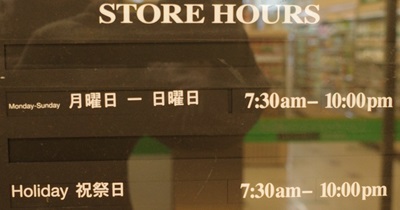 STORE HOURS
Monday-Sunday 月曜日 ー 日曜日 7:30am– 10:00pm
Holiday 祝祭日 7:30am– 10:00pm